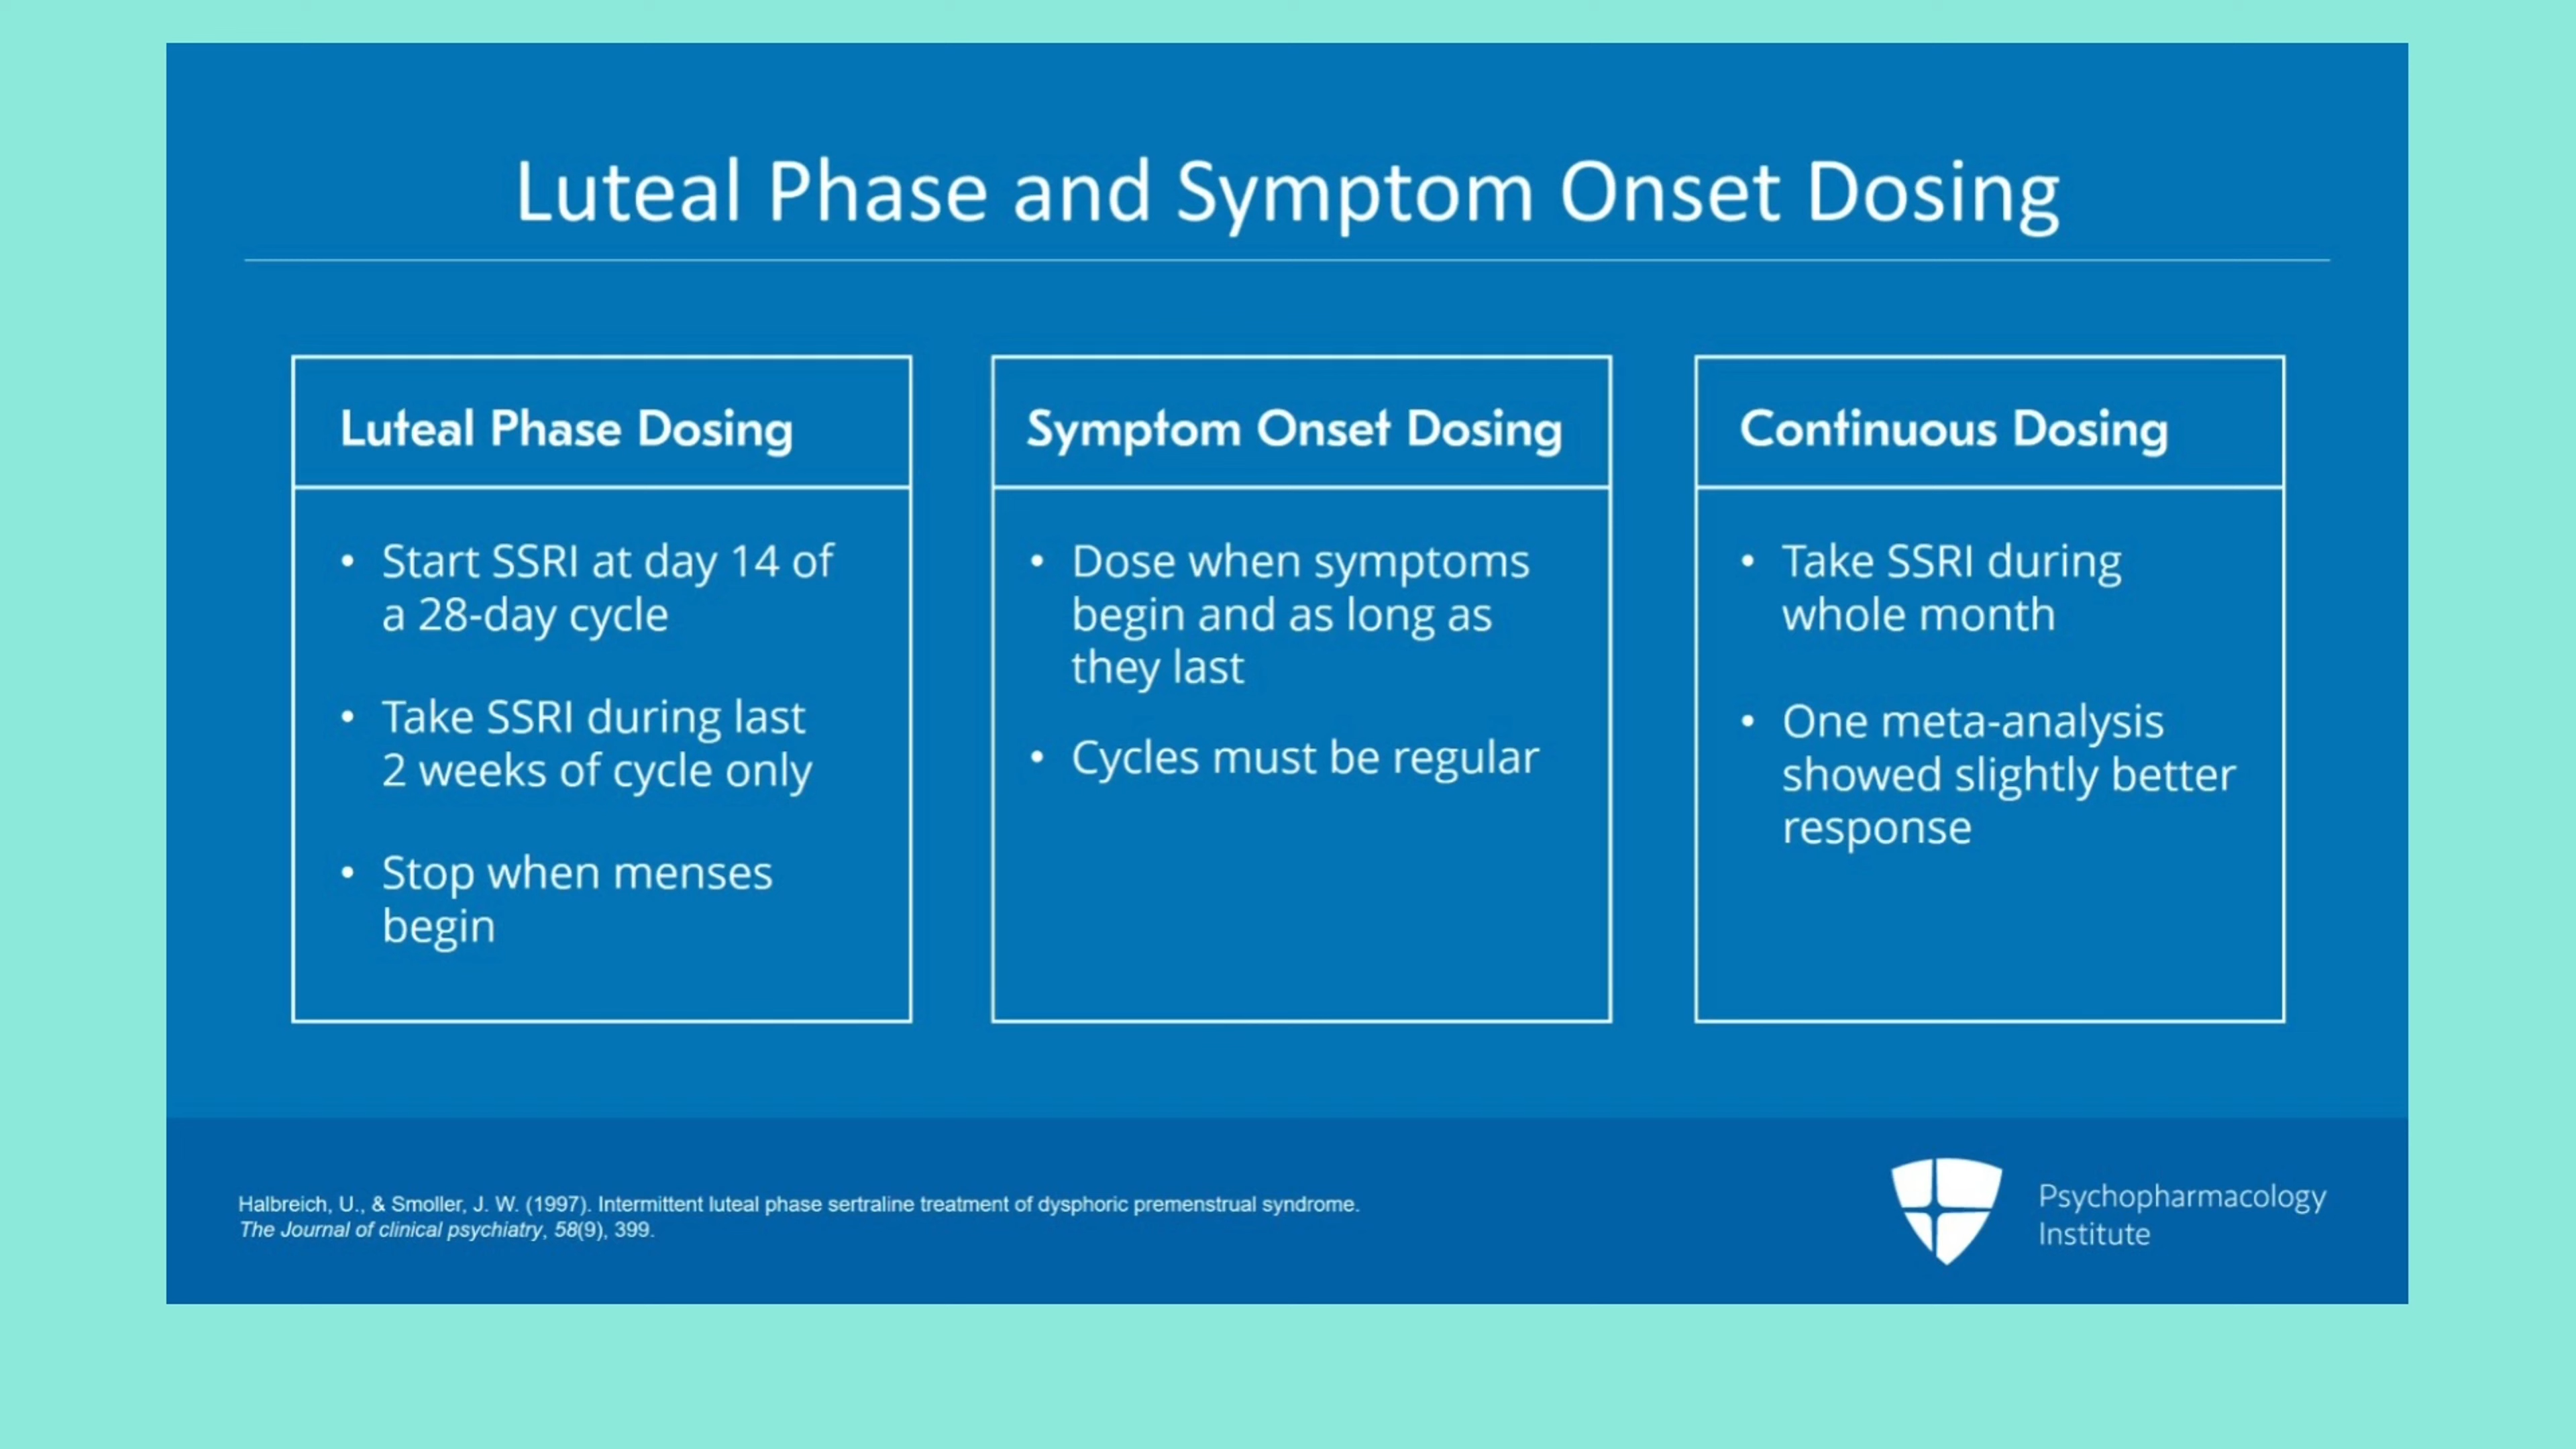 Luteal Phase and Symptom Onset Dosing
Luteal Phase Dosing
• Start SSRI at day 14 of
a 28-day cycle
• Take SSRI during last
2 weeks of cycle only
• Stop when menses
begin
Symptom Onset Dosing
• Dose when symptoms
begin and as long as
they last
• Cycles must be regular
Continuous Dosing
• Take SSRI during
whole month
• One meta-analysis
showed slightly better
response
Halbreich, U., & Smoller, J. W. (1997). Intermittent luteal phase sertraline treatment of dysphoric premenstrual syndrome.
The Journal of clinical psychiatry, 58(9), 399.
Psychopharmacology
Institute